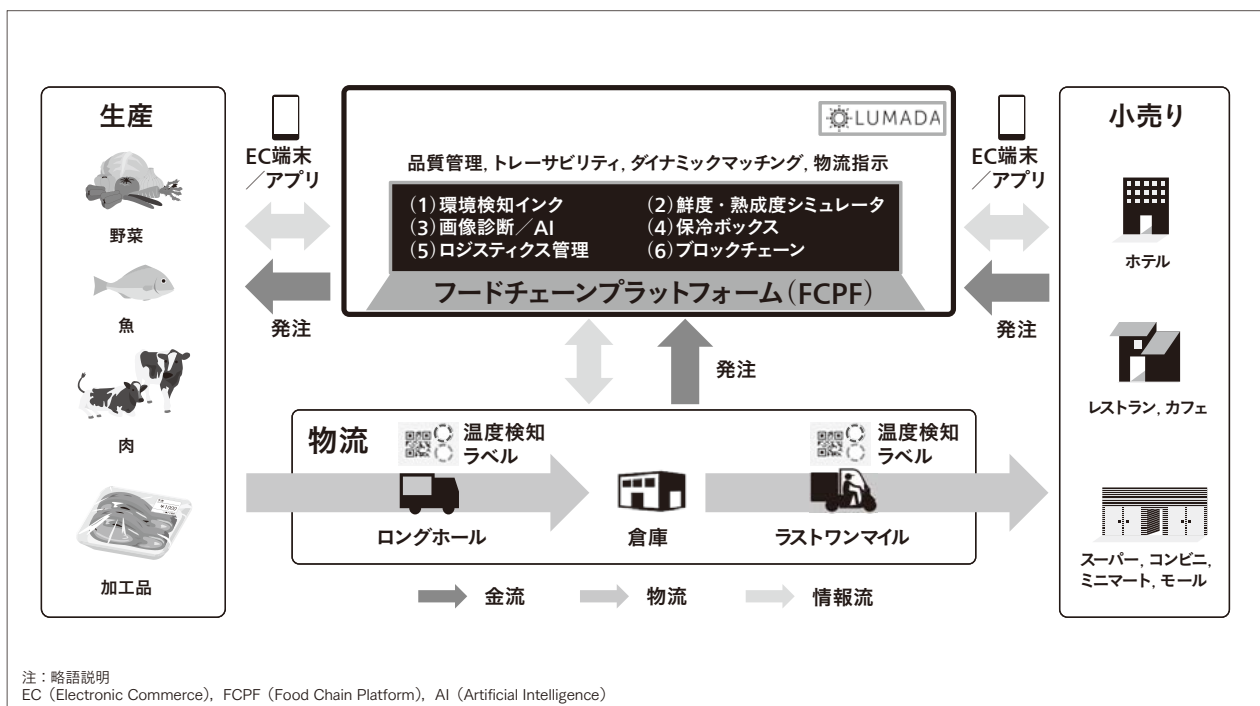 生産
野菜
魚
肉
¥1000
加工品
EC端末
／アプリ
発注
LUMADA
品質管理, トレーサビリティ, ダイナミックマッチング, 物流指示
(1)環境検知インク
(2)鮮度・熟成度シミュレータ
(3)画像診断／AI
(4)保冷ボックス
(5)ロジスティクス管理
(6)ブロックチェーン
フードチェーンプラットフォーム(FCPF)
発注
EC端末
／アプリ
発注
小売り
ホテル
レストラン, カフェ
スーパー, コンビニ,
ミニマート, モール
物流
温度検知
ラベル
ロングホール
倉庫
温度検知
ラベル
ラストワンマイル
金流
物流
情報流
注：略語説明
EC（Electronic Commerce），FCPF（Food Chain Platform），AI（Artificial Intelligence）